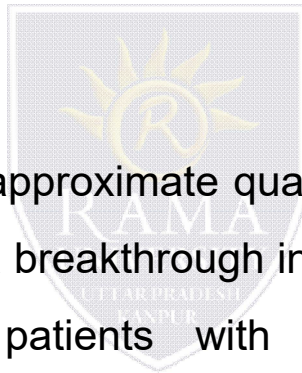 approximate qua
RAMA
breakthrough in
UTTAR PRADESH
KANPUR
patients with